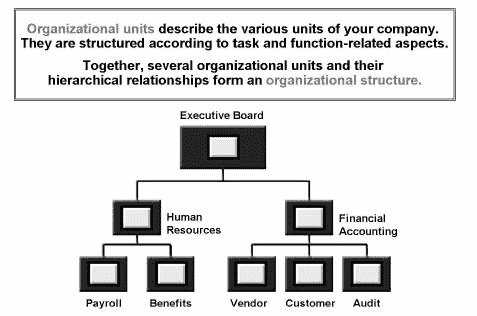 Organizational units describe the various units of your company.
They are structured according to task and function-related aspects.
Together, several organizational units and their
hierarchical relationships form an organizational structure.
Executive Board
Human
Resources
Financial
Accounting
Payroll
Benefits
Vendor
Customer
Audit